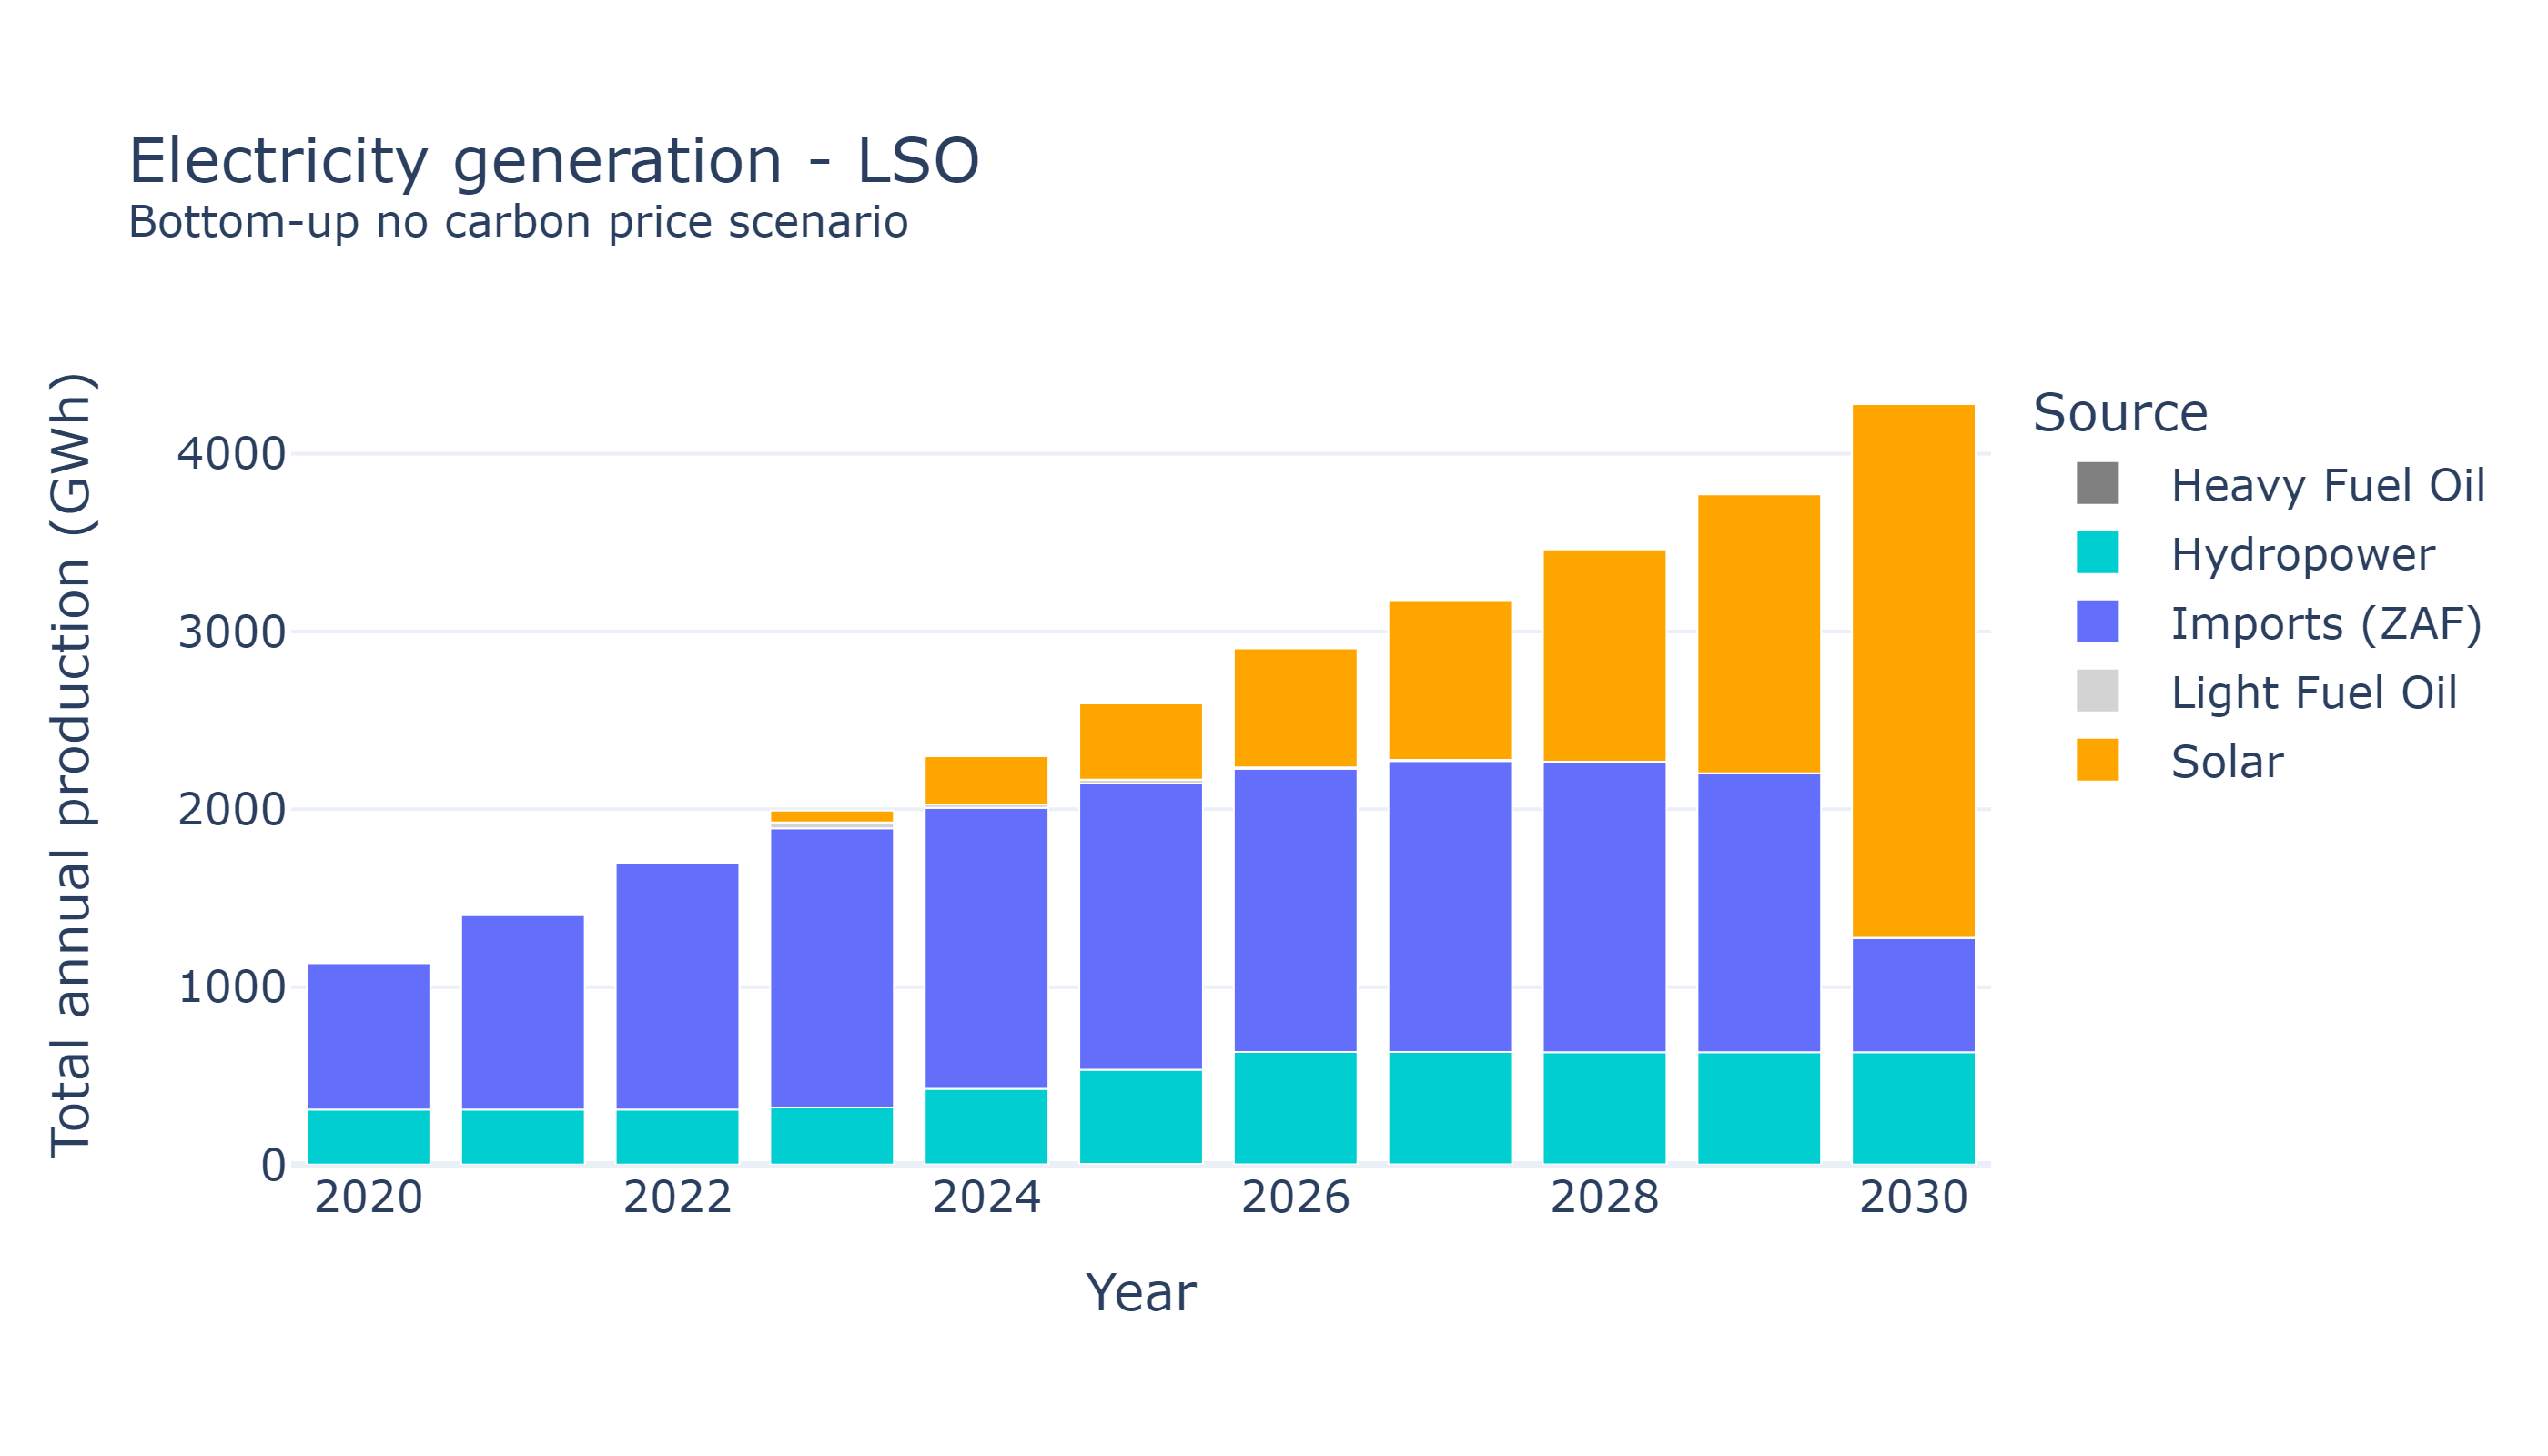 Electricity generation - LSO
Bottom-up no carbon price scenario
Total annual production (GWh)
4000
3000
2000
1000
0
2020
2022
2024
2026
2028
2030
Year
Source
Heavy Fuel Oil
Hydropower
Imports (ZAF)
Light Fuel Oil
Solar